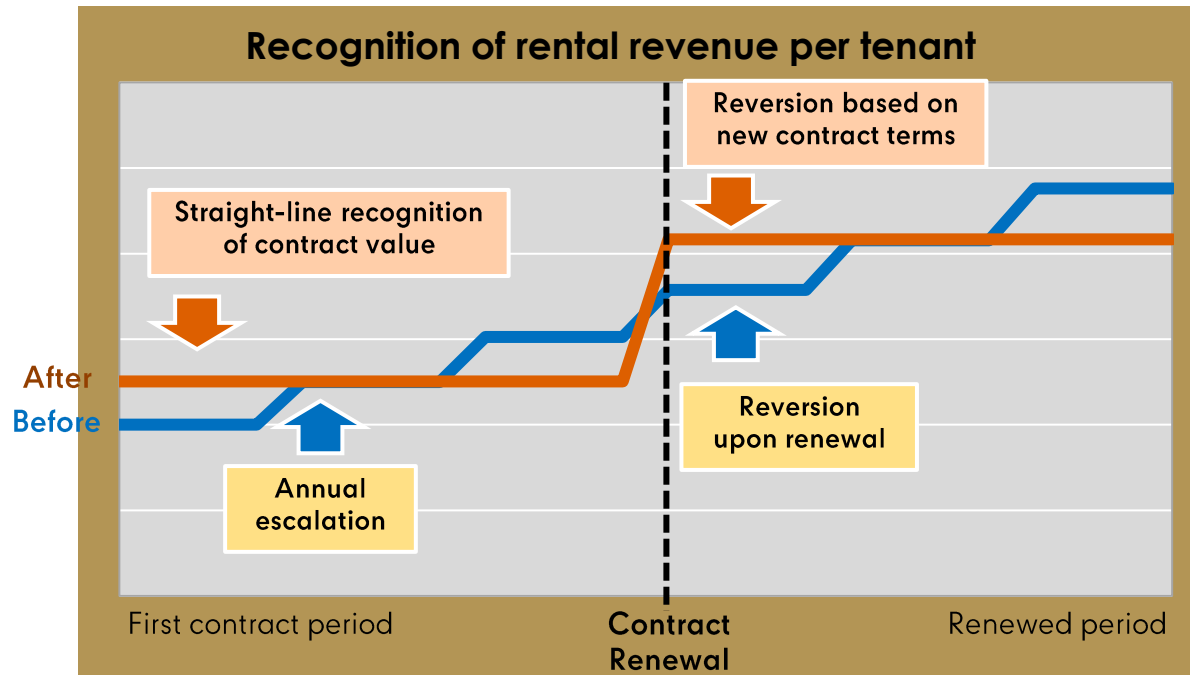 Recognition of rental revenue per tenant
Reversion based on
new contract terms
Straight-line recognition
of contract value
After
Before
Reversion
upon renewal
Annual
escalation
First contract period
Contract
Renewal
Renewed period